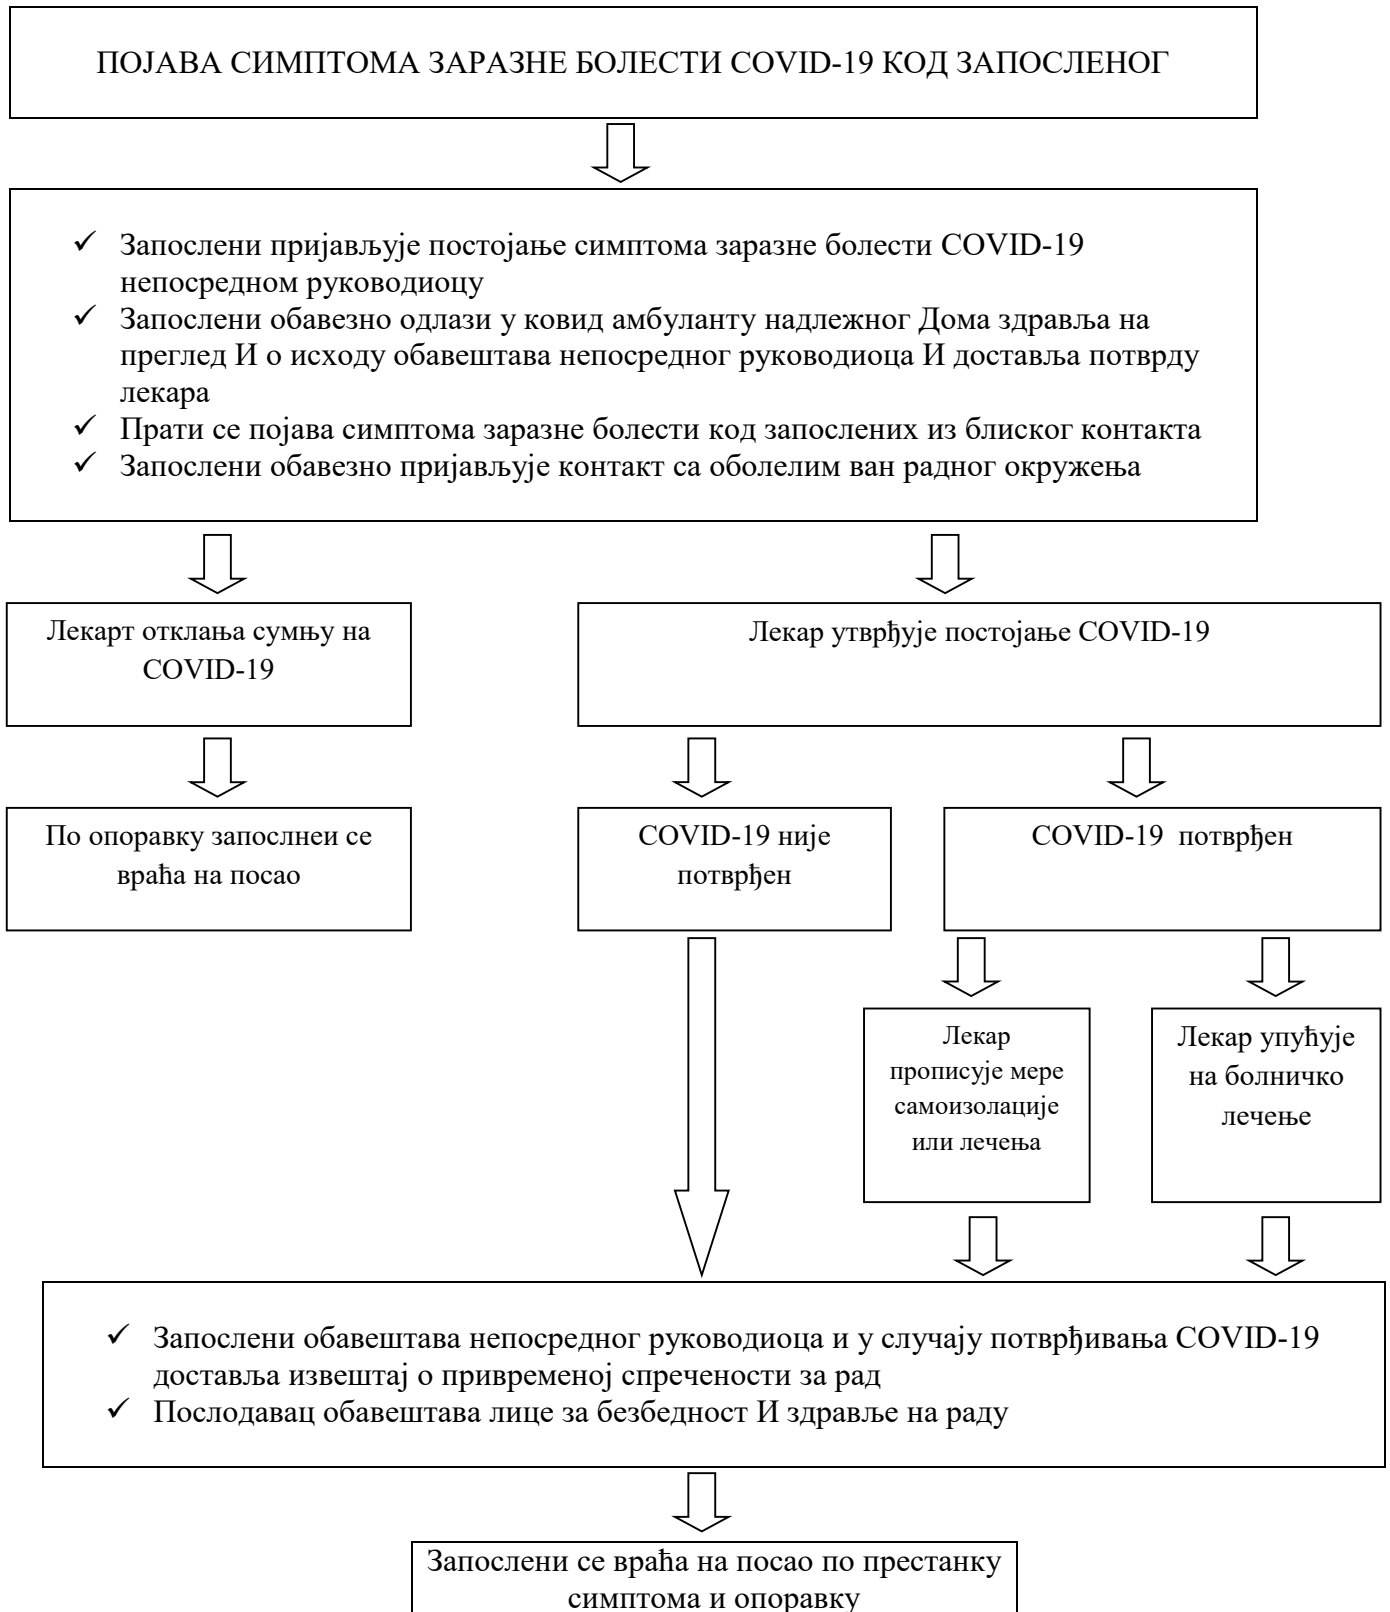 ПОЈАВА СИМПТОМА ЗАРАЗНЕ БОЛЕСТИ COVID-19 КОД ЗАПОСЛЕНОГ
✓ Запослени пријављује постојање симптома заразне болести COVID-19
непосредном руководиоцу
✓ Запослени обавезно одлази у ковид амбуланту надлежног Дома здравља на
преглед И о исходу обавештава непосредног руководиоца И доставља потврду
лекара
✓ Прати се појава симптома заразне болести код запослених из блиског контакта
✓ Запослени обавезно пријављује контакт са оболелим ван радног окружења
Лекарт отклања сумњу на
COVID-19
Лекар утврђује постојање COVID-19
По опоравку запослнеи се
враћа на посао
COVID-19 није
потврђен
COVID-19 потврђен
Лекар
прописује мере
самоизолације
или лечења
Лекар упућује
на болничко
лечење
✓ Запослени обавештава непосредног руководиоца и у случају потврђивања COVID-19
доставља извештај о привременој спречености за рад
✓ Послодавац обавештава лице за безбедност И здравље на раду
Запослени се враћа на посао по престанку
симптома и опоравку